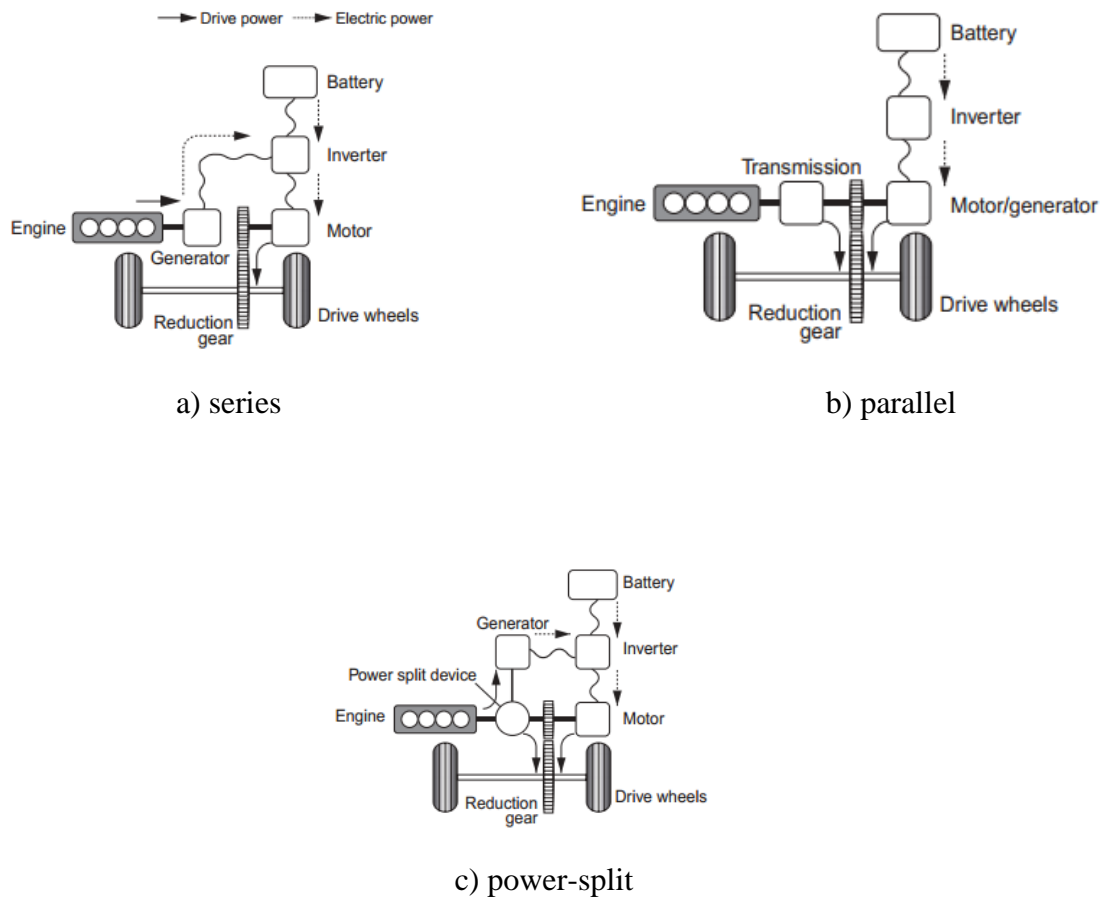 Drive power
Electric power
Battery
Inverter
Engine
Motor
Generator
Reduction
gear
Drive wheels
a) series
Battery
Inverter
Transmission
Engine
Motor/generator
Reduction
gear
Drive wheels
b) parallel
Battery
Generator
Inverter
Power split device
Engine
Motor
Reduction
gear
Drive wheels
c) power-split